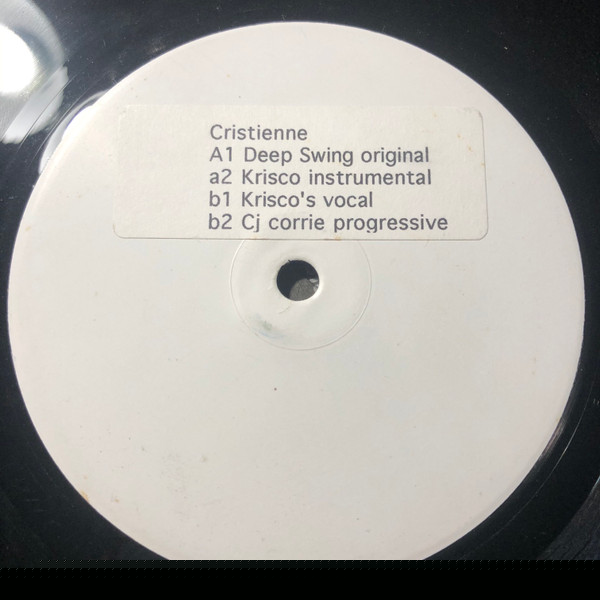 Cristienne
A1 Deep Swing original
a2 Krisco instrumental
b1 Krisco's vocal
b2 Cj corrie progressive